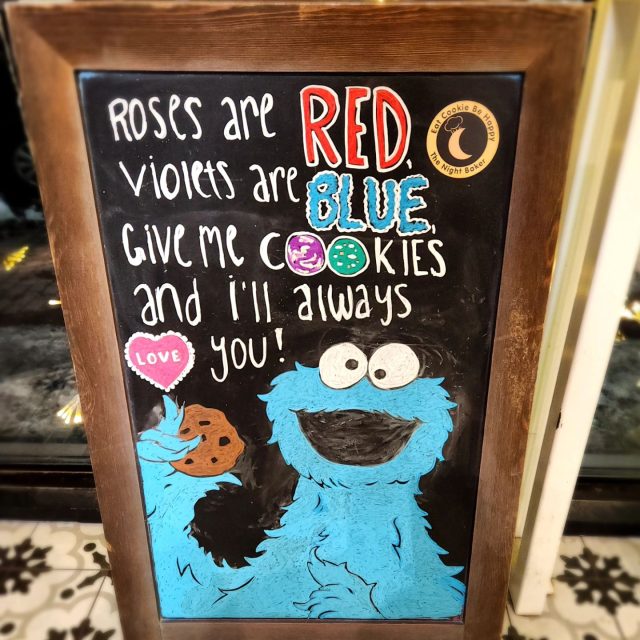 Roses are RED,
Violets are BLUE,
Give me COOKIES
and i'll always
LOVE you!
Eat Cookie Be Happy
The Night Baker